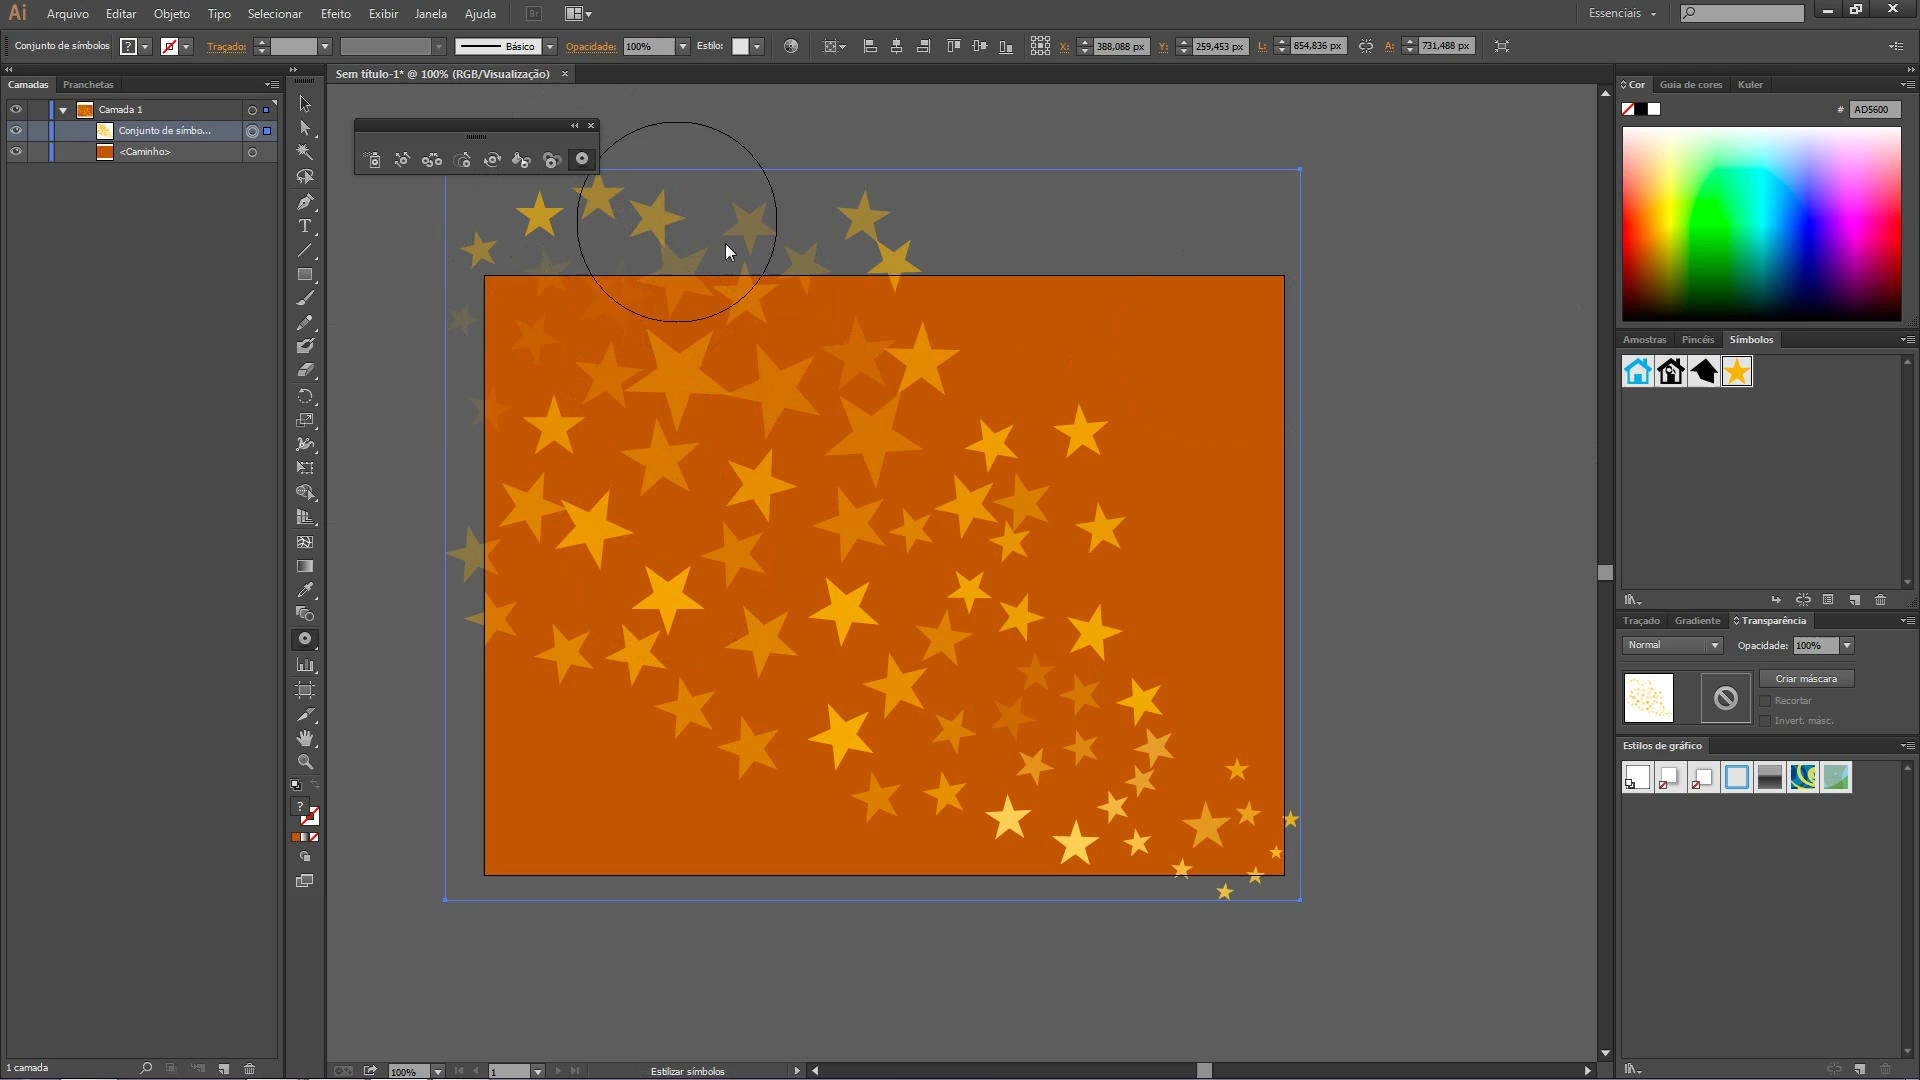 Ai Arquivo Editar Objeto Tipo Selecionar Efeito Exibir Janela Ajuda Br Essenciais
Conjunto de símbolos ? Traçado: Básico Opacidade: 100% Estilo: X: 388,088 px Y: 259,453 px L: 854,836 px A: 731,488 px
Camadas Pranchetas
Sem título-1* @ 100% (RGB/Visualização)
Cor Guia de cores Kuler
Camada 1
Conjunto de símbo...
<Caminho>
# AD5600
T
Amostras Pincéis Símbolos
Traçado Gradiente Transparência
Normal Opacidade: 100%
Criar máscara
Recortar
Invert. másc.
Estilos de gráfico
?
1 camada
100% 1 Estilizar símbolos